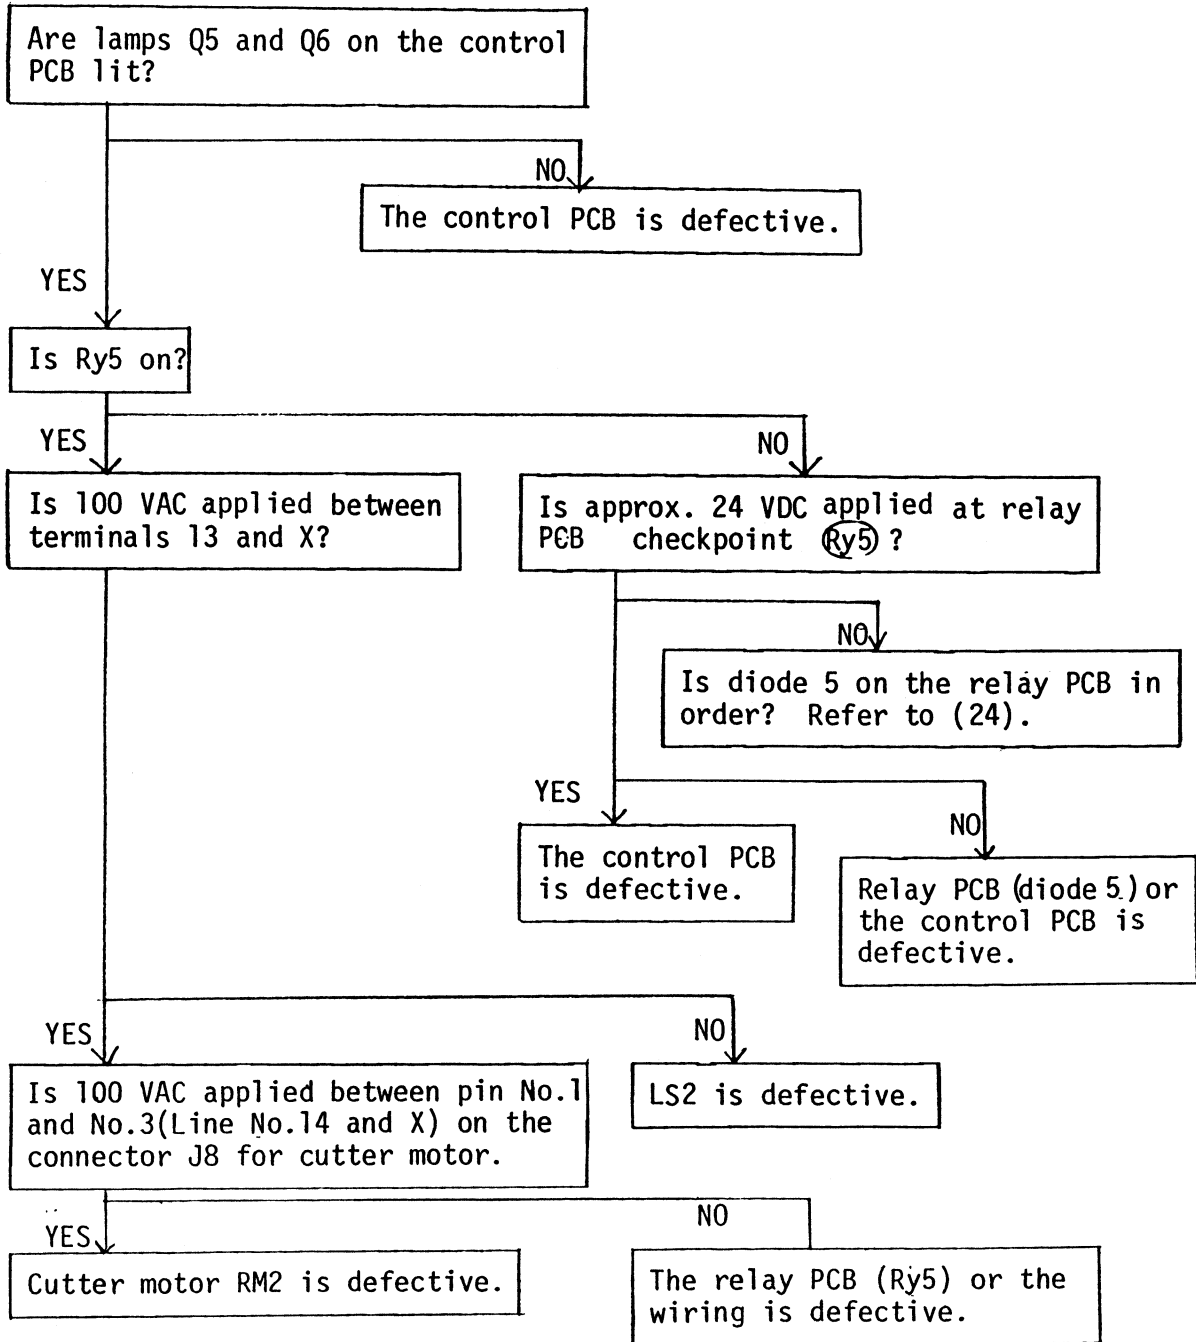 Are lamps Q5 and Q6 on the control
PCB lit?
NO
The control PCB is defective.
YES
Is Ry5 on?
YES
NO
Is 100 VAC applied between
terminals 13 and X?
Is approx. 24 VDC applied at relay
PCB checkpoint Ry5 ?
NO
Is diode 5 on the relay PCB in
order? Refer to (24).
YES
NO
The control PCB
is defective.
Relay PCB (diode 5) or
the control PCB is
defective.
YES
NO
Is 100 VAC applied between pin No.1
and No.3(Line No.14 and X) on the
connector J8 for cutter motor.
LS2 is defective.
YES
NO
Cutter motor RM2 is defective.
The relay PCB (Ry5) or the
wiring is defective.